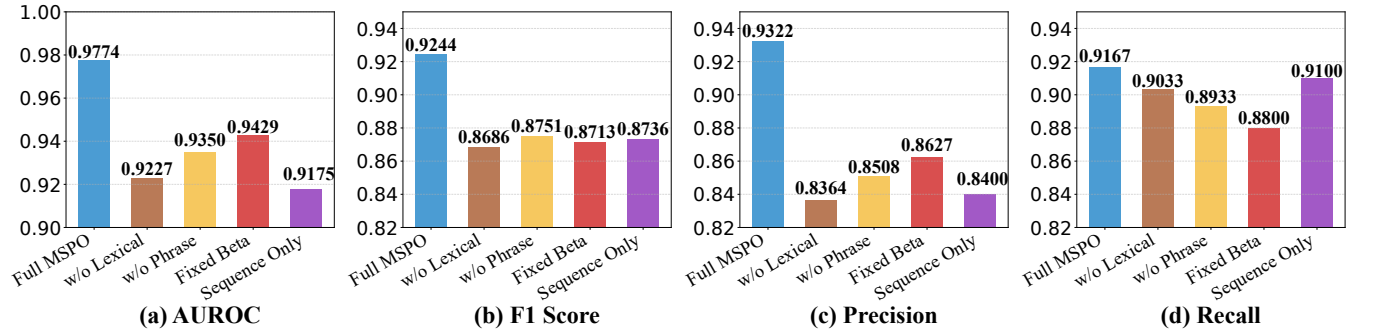 1.00
0.98
0.96
0.94
0.92
0.90
0.9774
0.9227
0.9350
0.9429
0.9175
Full MSPO
w/o Lexical
w/o Phrase
Fixed Beta
Sequence Only
(a) AUROC
0.94
0.92
0.90
0.88
0.86
0.84
0.82
0.9244
0.8686
0.8751
0.8713
0.8736
Full MSPO
w/o Lexical
w/o Phrase
Fixed Beta
Sequence Only
(b) F1 Score
0.94
0.92
0.90
0.88
0.86
0.84
0.82
0.9322
0.8364
0.8508
0.8627
0.8400
Full MSPO
w/o Lexical
w/o Phrase
Fixed Beta
Sequence Only
(c) Precision
0.94
0.92
0.90
0.88
0.86
0.84
0.82
0.9167
0.9033
0.8933
0.8800
0.9100
Full MSPO
w/o Lexical
w/o Phrase
Fixed Beta
Sequence Only
(d) Recall